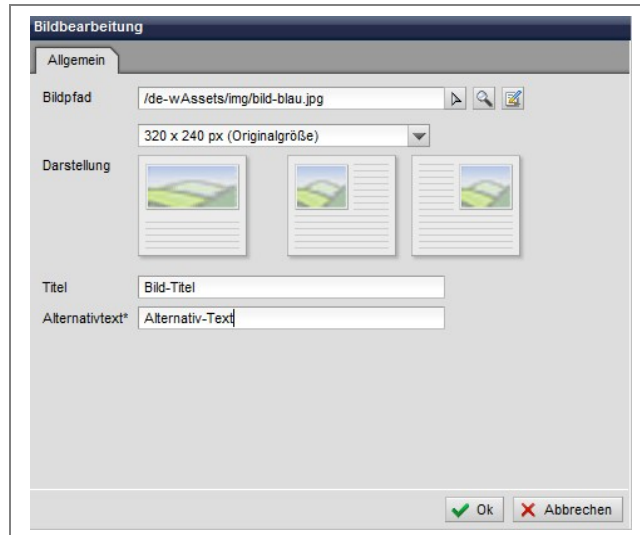 Bildbearbeitung
Allgemein
Bildpfad /de-wAssets/img/bild-blau.jpg
320 x 240 px (Originalgröße)
Darstellung
Titel Bild-Titel
Alternativtext* Alternativ-Text
Ok Abbrechen